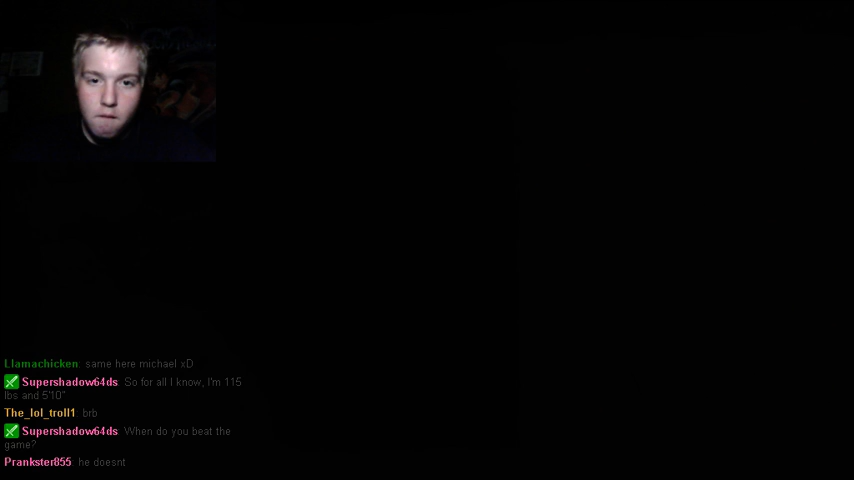 Llamachicken: same here michael xD
Supershadow64ds: So for all I know, I'm 115
lbs and 5'10"
The_lol_troll1: brb
Supershadow64ds: When do you beat the
game?
Prankster855: he doesnt